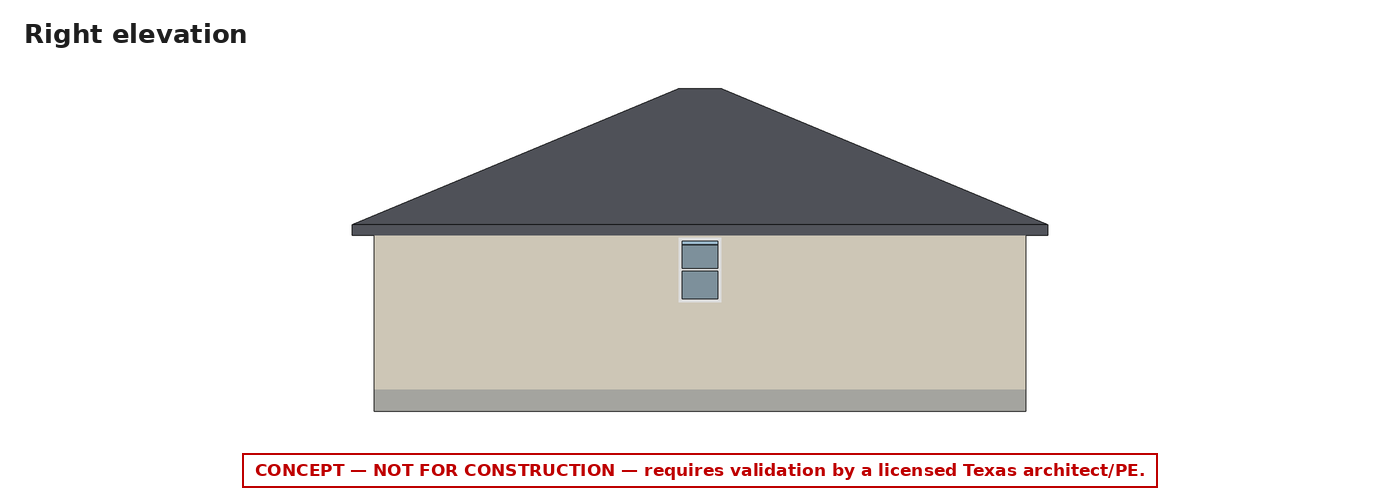 Right elevation
CONCEPT — NOT FOR CONSTRUCTION — requires validation by a licensed Texas architect/PE.